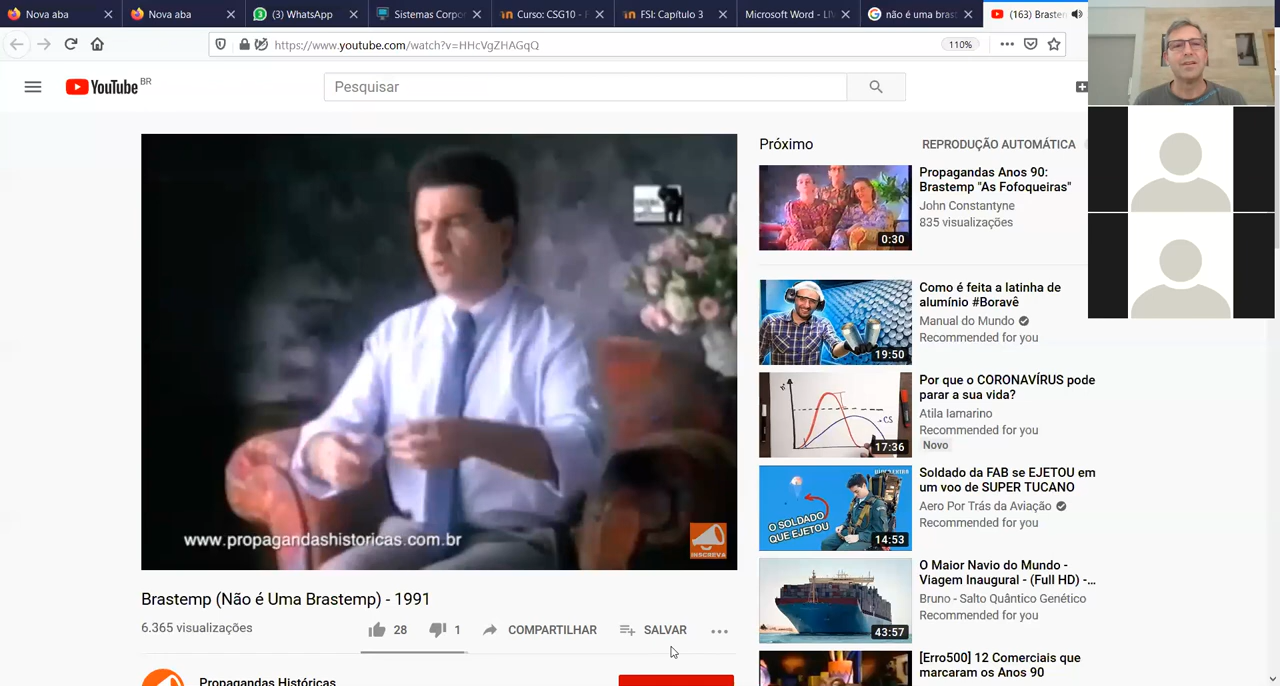 Nova aba
Nova aba
(3) WhatsApp
Sistemas Corpo
Curso: CSG10 -
FSI: Capítulo 3
Microsoft Word - LI
não é uma bras
(163) Braste
https://www.youtube.com/watch?v=HHcVgZHAGqQ
110%
YouTube BR
Pesquisar
www.propagandashistoricas.com.br
INSCREVA
Brastemp (Não é Uma Brastemp) - 1991
6.365 visualizações
28
1
COMPARTILHAR
SALVAR
Propagandas Históricas
Próximo
REPRODUÇÃO AUTOMÁTICA
0:30
Propagandas Anos 90:
Brastemp "As Fofoqueiras"
John Constantyne
835 visualizações
19:50
Como é feita a latinha de
alumínio #Boravê
Manual do Mundo
Recommended for you
CS
17:36
Por que o CORONAVÍRUS pode
parar a sua vida?
Atila Iamarino
Recommended for you
Novo
O SOLDADO
QUE EJETOU
14:53
Soldado da FAB se EJETOU em
um voo de SUPER TUCANO
Aero Por Trás da Aviação
Recommended for you
43:57
O Maior Navio do Mundo -
Viagem Inaugural - (Full HD) -...
Bruno - Salto Quântico Genético
Recommended for you
[Erro500] 12 Comerciais que
marcaram os Anos 90